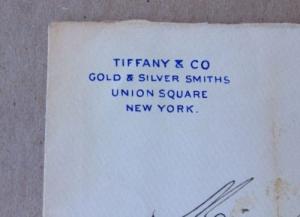 TIFFANY & CO
GOLD & SILVER SMITHS
UNION SQUARE
NEW YORK.